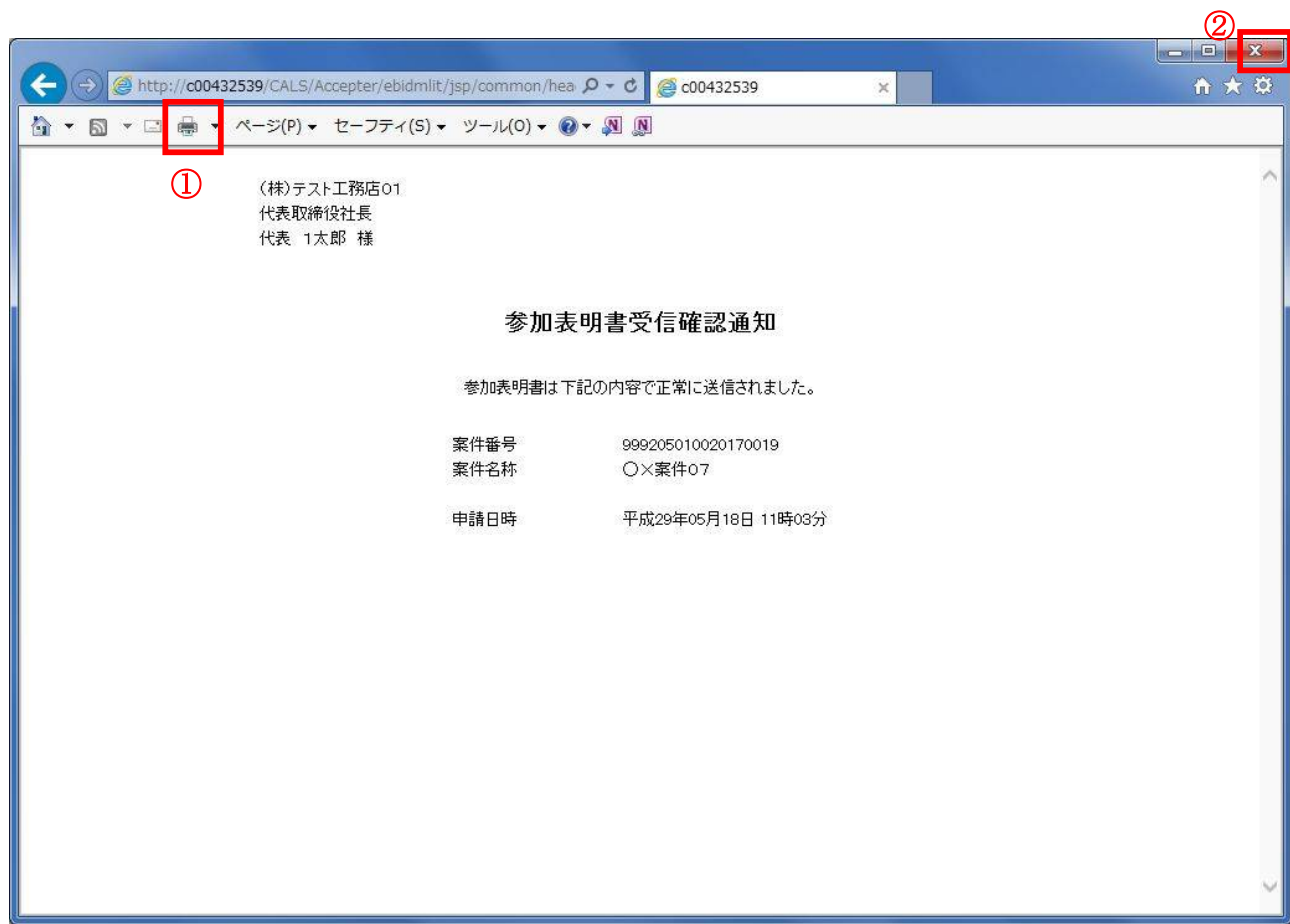 ②
http://c00432539/CALS/Accepter/ebidmlit/jsp/common/hea
c00432539
ページ(P)
セーフティ(S)
ツール(O)
①
(株)テスト工務店01
代表取締役社長
代表 1太郎 様
参加表明書受信確認通知
参加表明書は下記の内容で正常に送信されました。
案件番号 999205010020170019
案件名称 ○×案件07
申請日時 平成29年05月18日 11時03分